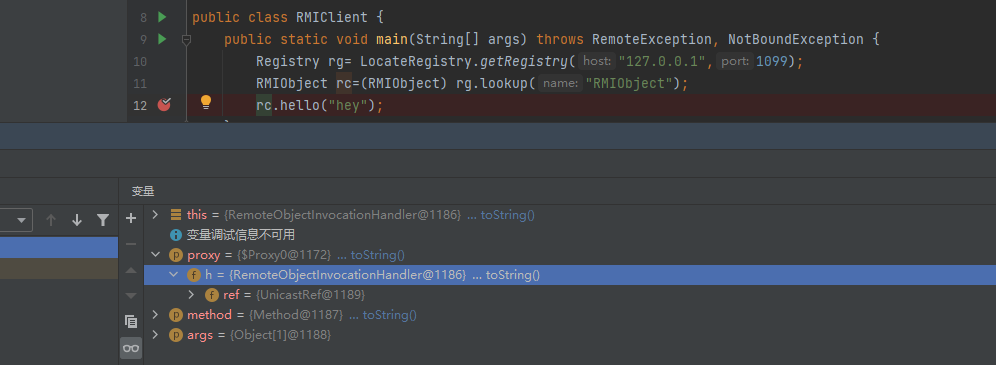 8 public class RMIClient {
9 public static void main(String[] args) throws RemoteException, NotBoundException {
10 Registry rg= LocateRegistry.getRegistry( host: "127.0.0.1", port: 1099);
11 RMIObject rc=(RMIObject) rg.lookup( name: "RMIObject");
12 rc.hello("hey");
变量
this = {RemoteObjectInvocationHandler@1186} ... toString()
变量调试信息不可用
proxy = {$Proxy0@1172} ... toString()
h = {RemoteObjectInvocationHandler@1186} ... toString()
ref = {UnicastRef@1189}
method = {Method@1187} ... toString()
args = {Object[1]@1188}